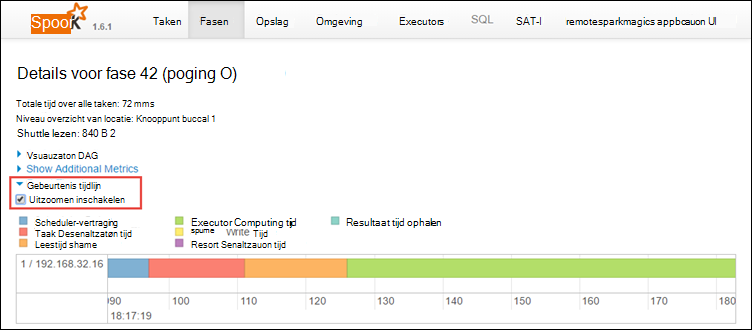 Spook 1.6.1 Taken Fasen Opslag Omgeving Executors SQL SAT-I remotesparkmagics appbcauon UI
Details voor fase 42 (poging O)
Totale tijd over alle taken: 72 mms
Niveau overzicht van locatie: Knooppunt buccal 1
Shuttle lezen: 840 B 2
Vsuauzaton DAG
Show Additional Metrics
Gebeurtenis tijdlijn
Uitzoomen inschakelen
Scheduler-vertraging Executor Computing tijd Resultaat tijd ophalen
Taak Desenaltzatøn tijd spume Write Tijd
Leestijd shame Resort Senaltzauon tijd
1 / 192.168.32.16
090 100 110 120 130 140 150 160 170 180
18:17:19